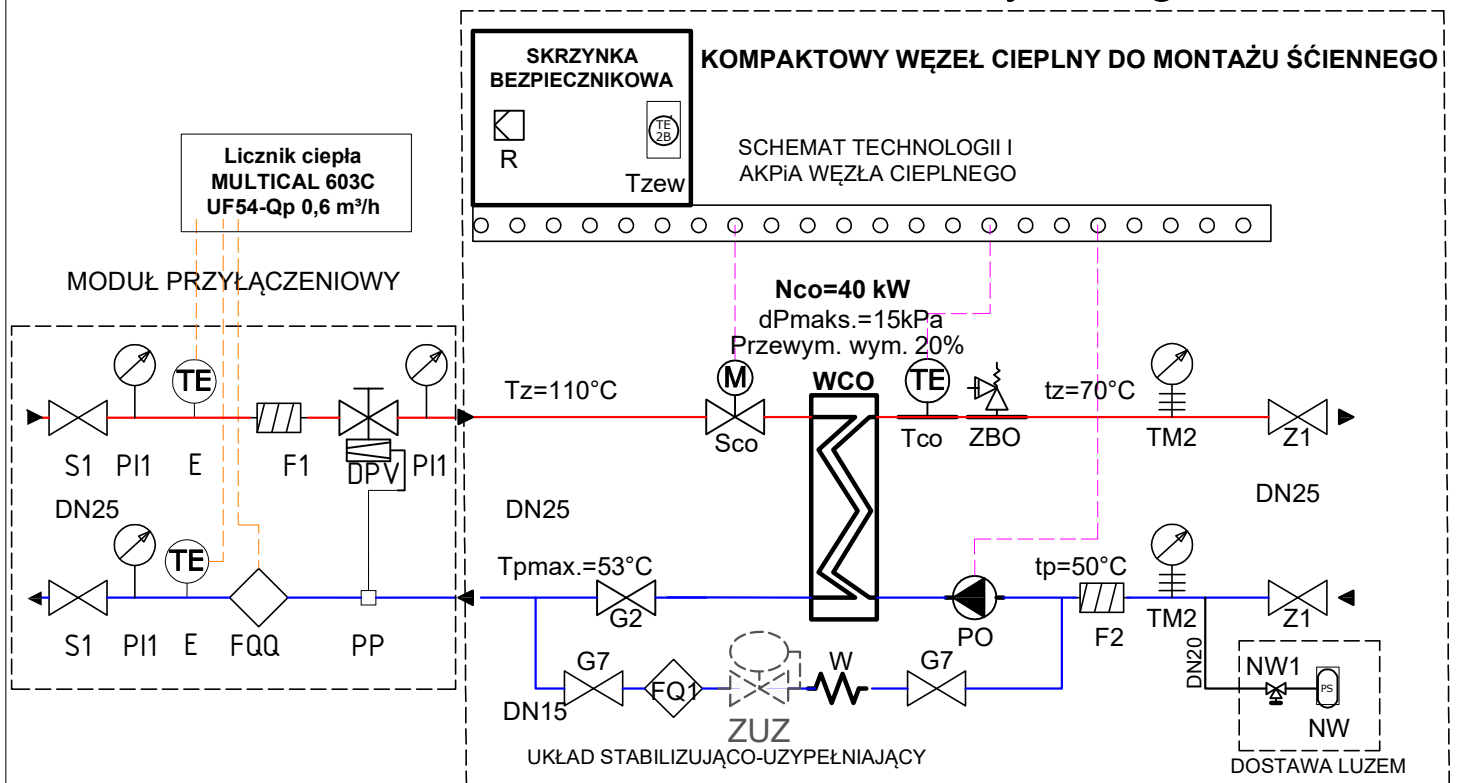 SKRZYNKA
BEZPIECZNIKOWA
KOMPAKTOWY WĘZEŁ CIEPLNY DO MONTAŻU ŚĆIENNEGO
R
TE
2B
Tzew
SCHEMAT TECHNOLOGII I
AKPiA WĘZŁA CIEPLNEGO
Licznik ciepła
MULTICAL 603C
UF54-Qp 0,6 m³/h
MODUŁ PRZYŁĄCZENIOWY
Nco=40 kW
dPmaks.=15kPa
Przewym. wym. 20%
TE
Tz=110°C
M
WCO
TE
tz=70°C
S1 PI1 E F1 DPV PI1
Sco
Tco ZBO
TM2
Z1
DN25
DN25
DN25
TE
Tpmax.=53°C
tp=50°C
S1 PI1 E FQQ PP
G2
PO
F2
TM2
Z1
G7
FQ1
W
G7
DN15
ZUZ
UKŁAD STABILIZUJĄCO-UZYPEŁNIAJĄCY
DN20
NW1
PS
NW
DOSTAWA LUZEM